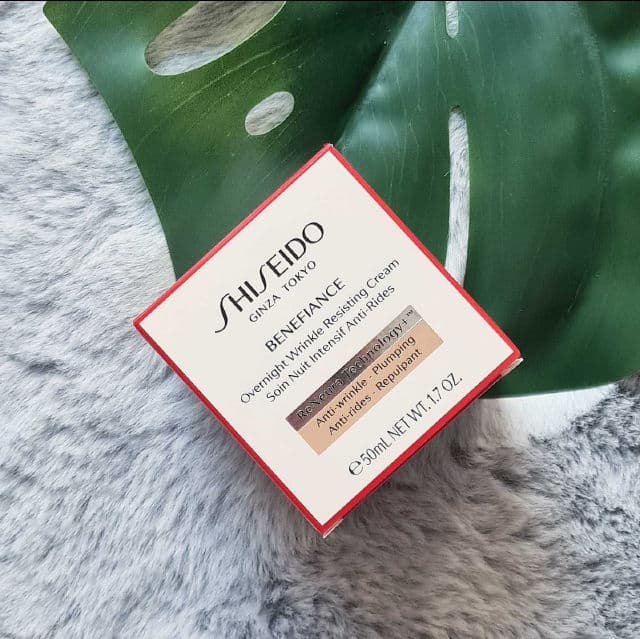 SHISEIDO
GINZA TOKYO
BENEFIANCE
Overnight Wrinkle Resisting Cream
Soin Nuit Intensif Anti-Rides
ReNeura Technology+™
Anti-wrinkle - Plumping
Anti-rides - Repulpant
℮50mL NET WT. 1.7 OZ.